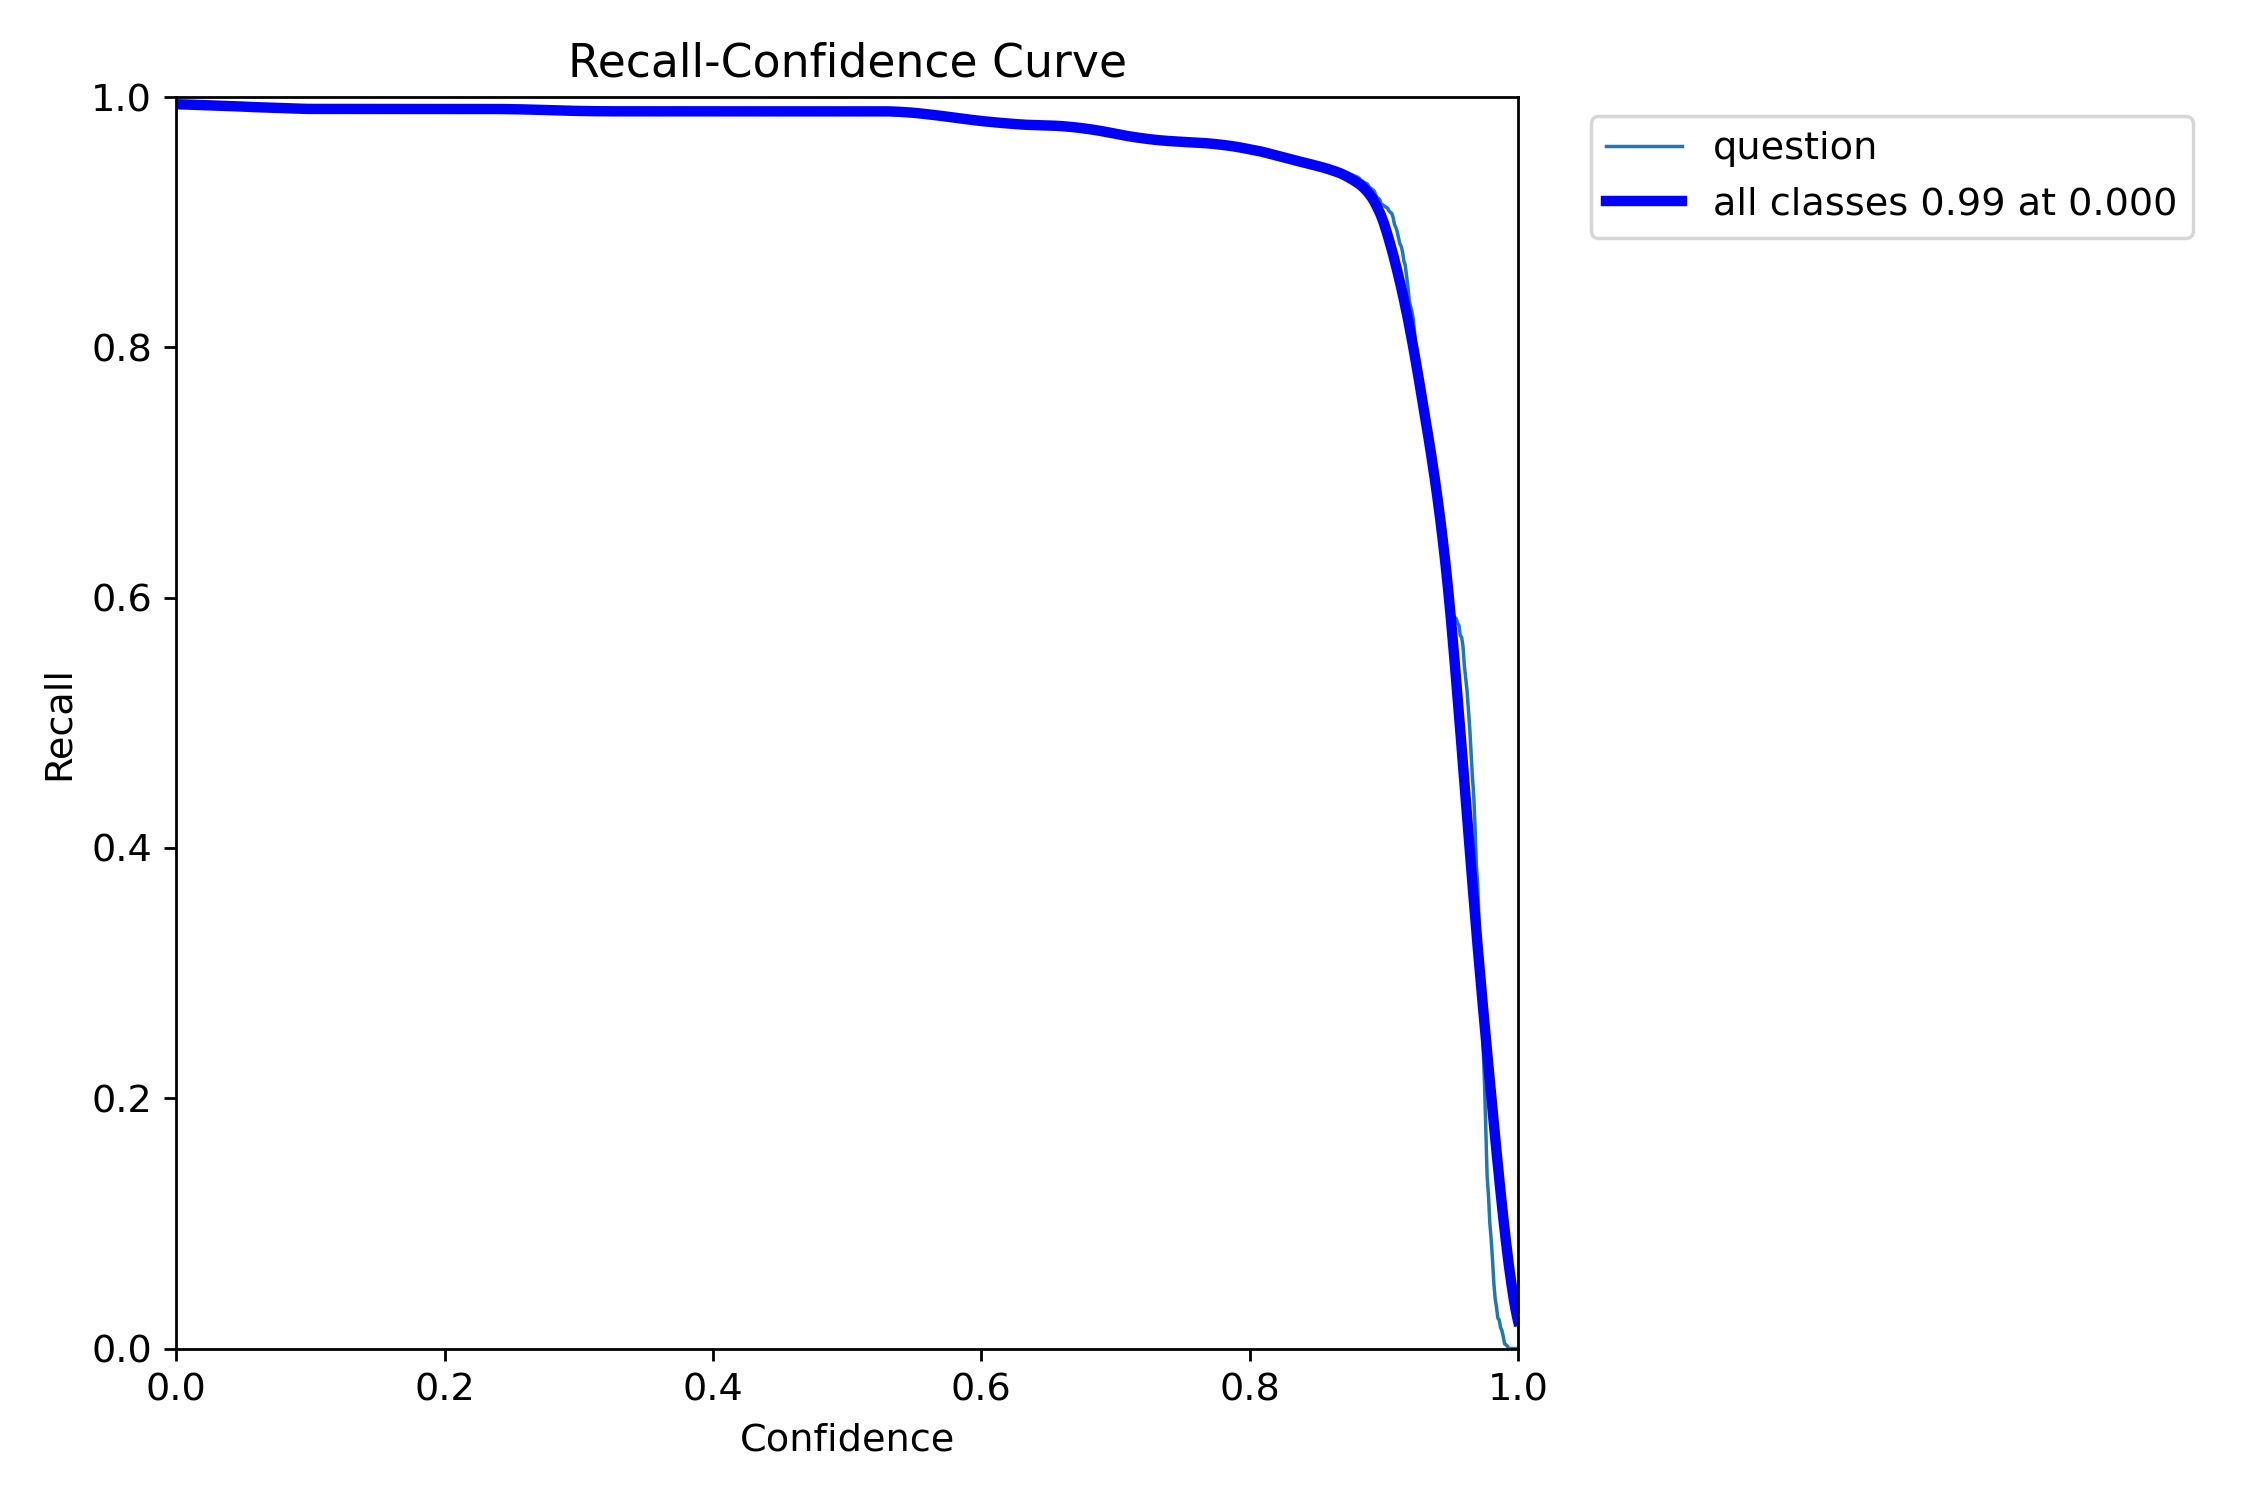 Recall-Confidence Curve
question
all classes 0.99 at 0.000
Recall
1.0
0.8
0.6
0.4
0.2
0.0
0.0 0.2 0.4 0.6 0.8 1.0
Confidence